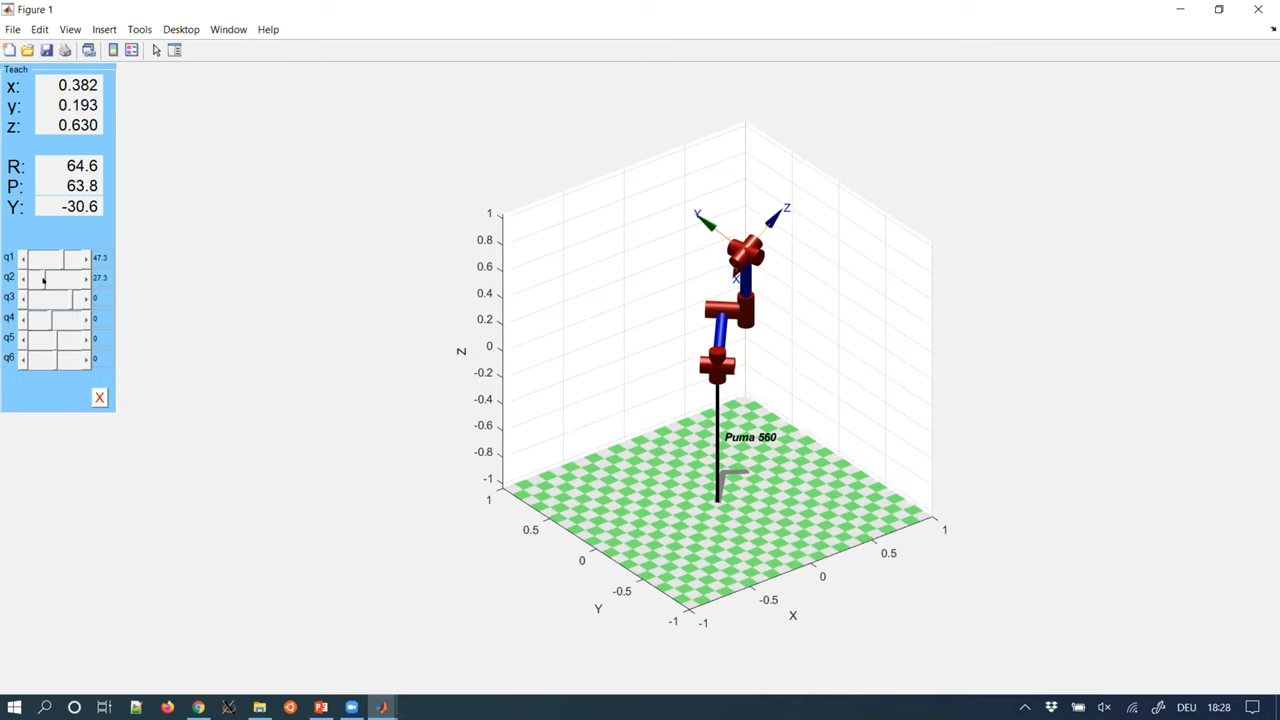 Figure 1
File Edit View Insert Tools Desktop Window Help
Teach
x: 0.382
y: 0.193
z: 0.630
R: 64.6
P: 63.8
Y: -30.6
q1 47.3
q2 27.3
q3 0
q4 0
q5 0
q6 0
X
1
0.8
0.6
0.4
0.2
0
-0.2
-0.4
-0.6
-0.8
-1
Z
Y
Z
X
Puma 560
1
0.5
0
-0.5
-1
Y
-1
-0.5
0
0.5
1
X
DEU 18:28